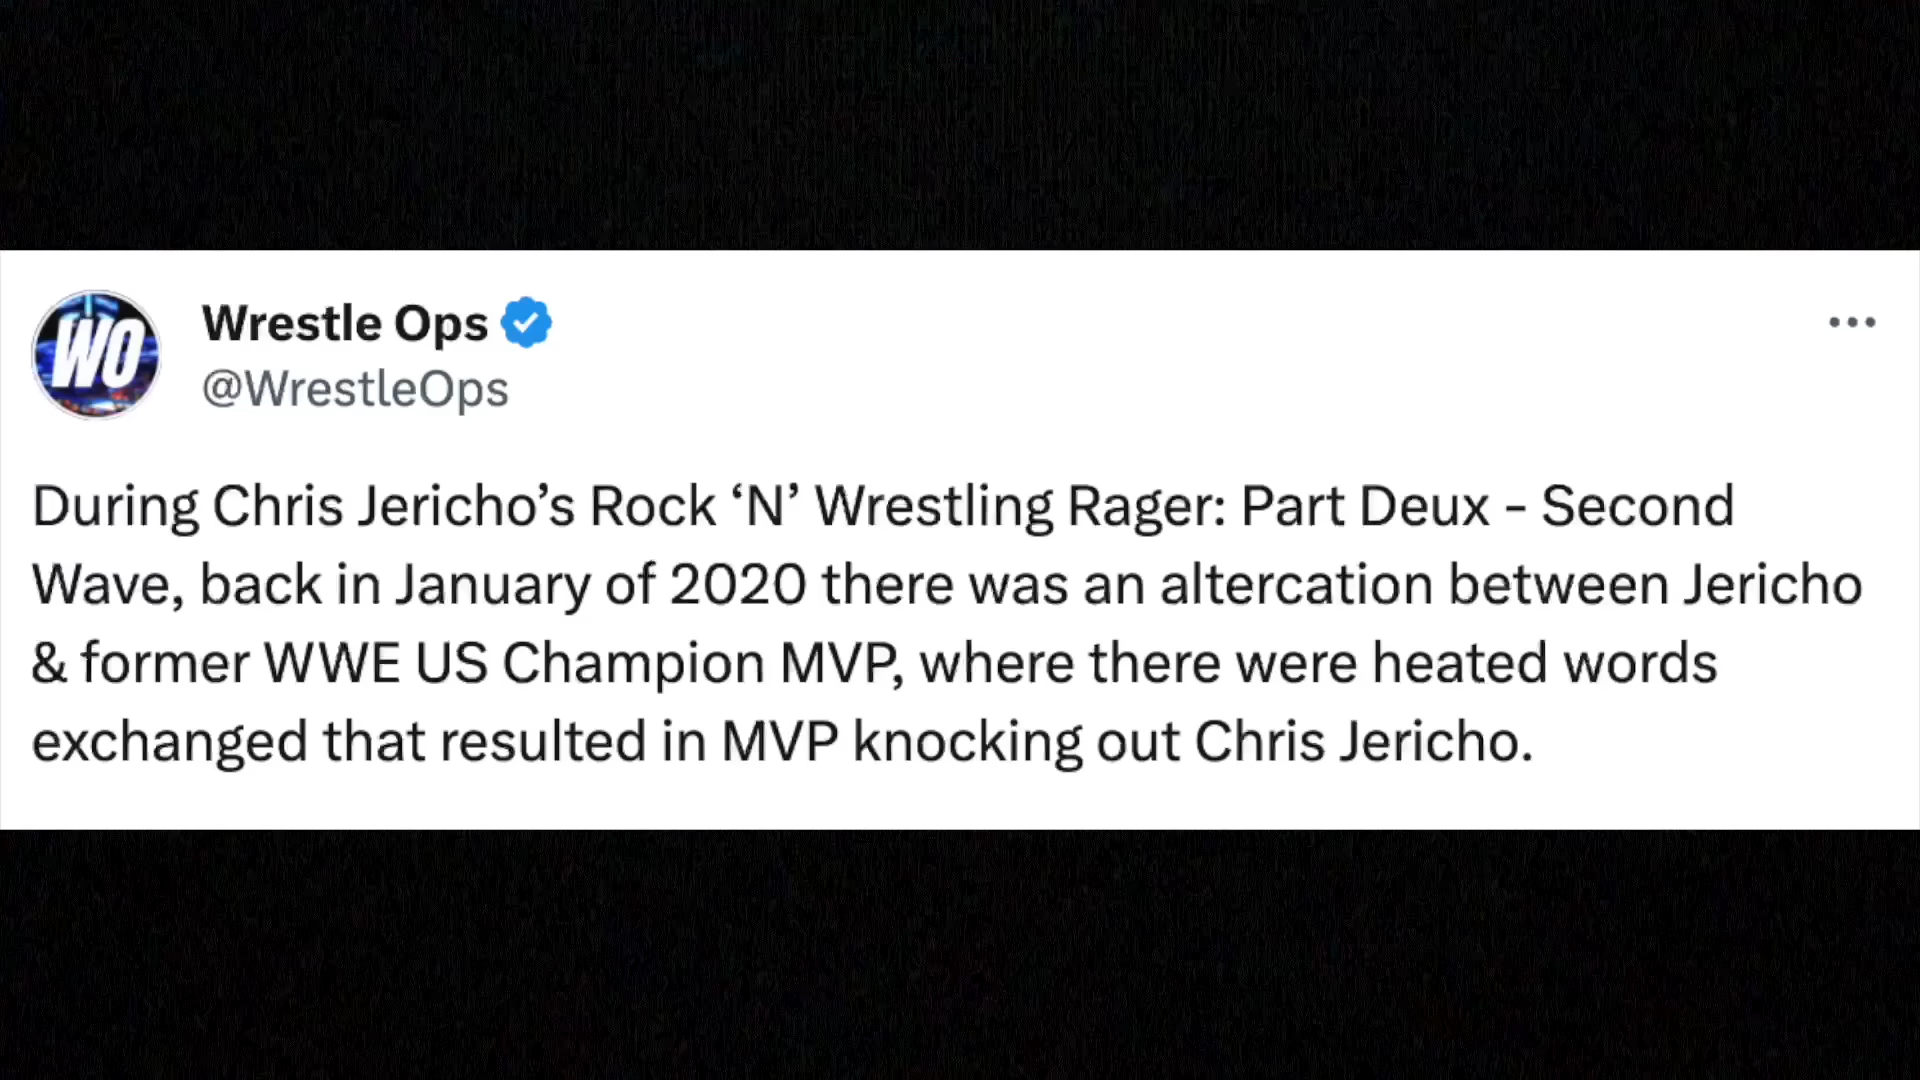 WO
Wrestle Ops
@WrestleOps
During Chris Jericho’s Rock ‘N’ Wrestling Rager: Part Deux - Second
Wave, back in January of 2020 there was an altercation between Jericho
& former WWE US Champion MVP, where there were heated words
exchanged that resulted in MVP knocking out Chris Jericho.